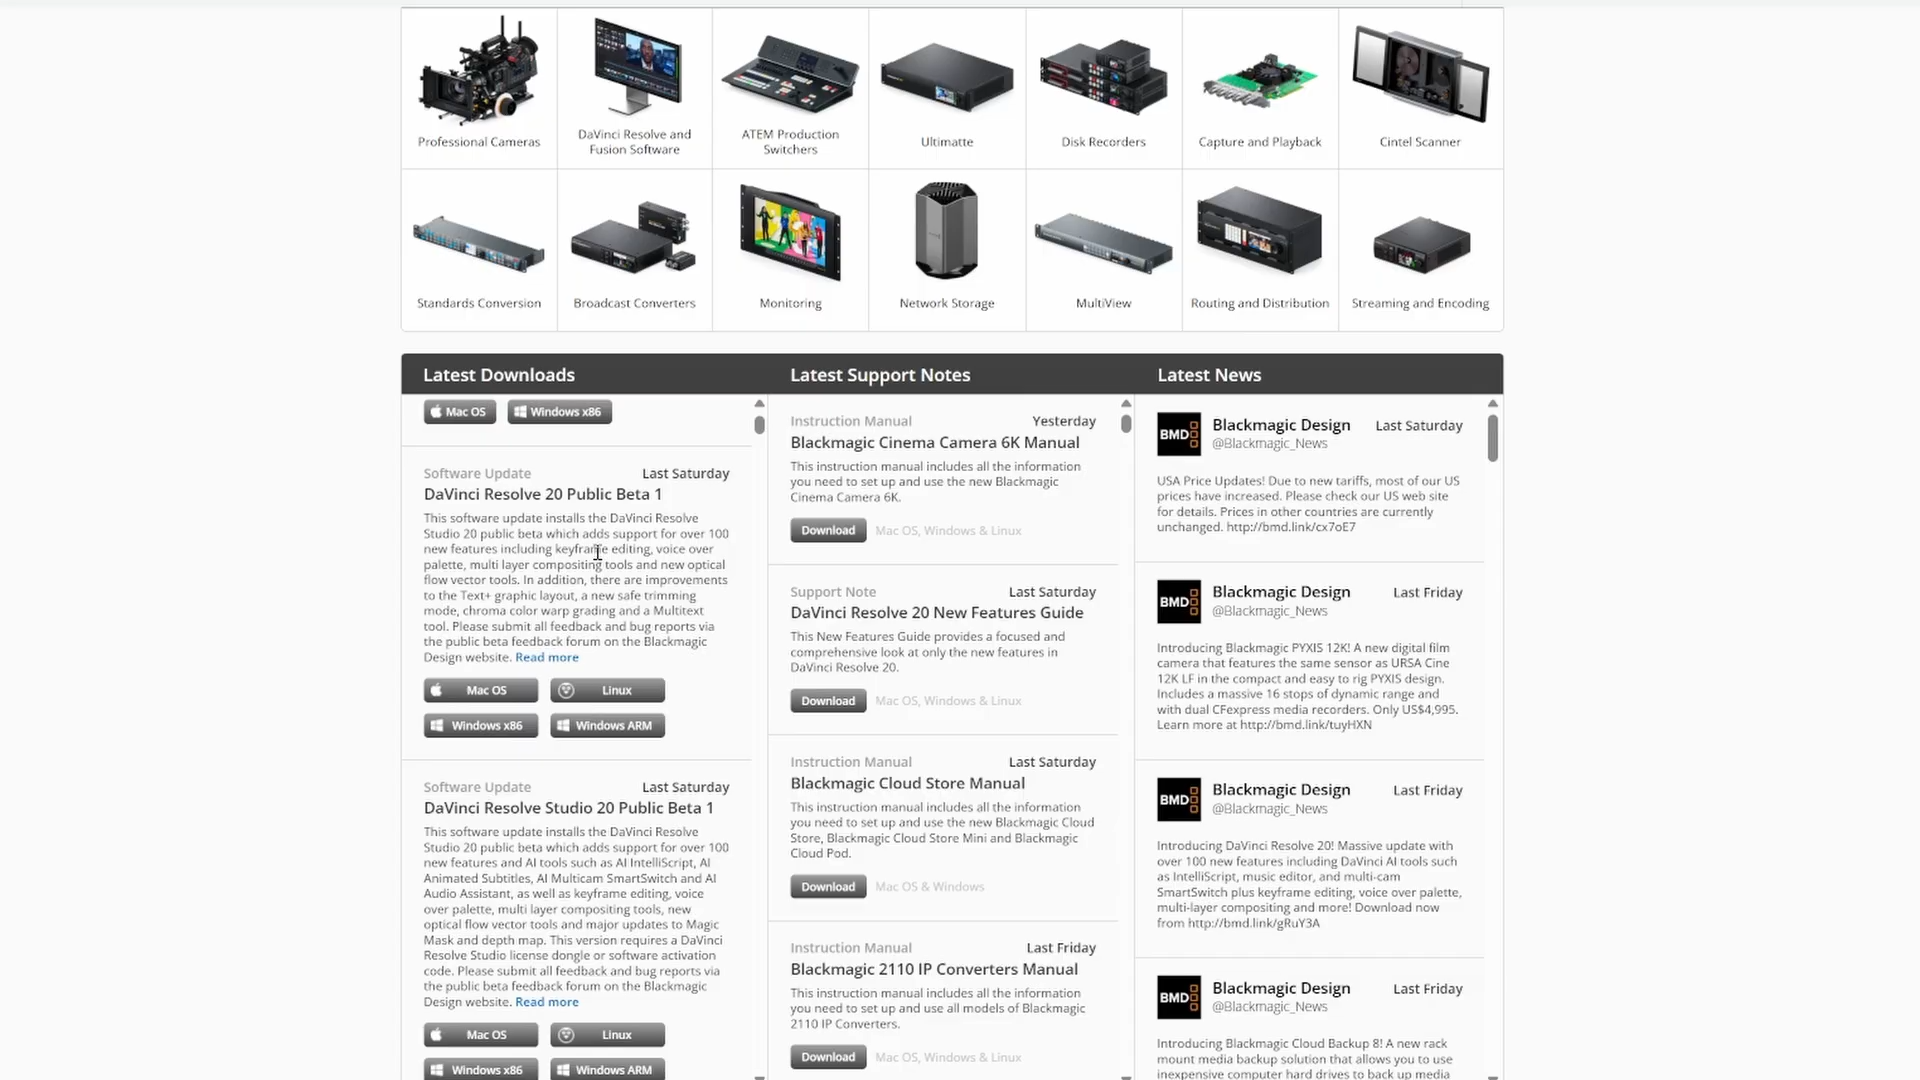 Professional Cameras
DaVinci Resolve and
Fusion Software
ATEM Production
Switchers
Ultimatte
Disk Recorders
Capture and Playback
Cintel Scanner
Standards Conversion
Broadcast Converters
Monitoring
Network Storage
MultiView
Routing and Distribution
Streaming and Encoding
Latest Downloads
Mac OS
Windows x86
Software Update
Last Saturday
DaVinci Resolve 20 Public Beta 1
This software update installs the DaVinci Resolve
Studio 20 public beta which adds support for over 100
new features including keyframe editing, voice over
palette, multi layer compositing tools and new optical
flow vector tools. In addition, there are improvements
to the Text+ graphic layout, a new safe trimming
mode, chroma color warp grading and a Multitext
tool. Please submit all feedback and bug reports via
the public beta feedback forum on the Blackmagic
Design website. Read more
Mac OS
Linux
Windows x86
Windows ARM
Software Update
Last Saturday
DaVinci Resolve Studio 20 Public Beta 1
This software update installs the DaVinci Resolve
Studio 20 public beta which adds support for over 100
new features and AI tools such as AI IntelliScript, AI
Animated Subtitles, AI Multicam SmartSwitch and AI
Audio Assistant, as well as keyframe editing, voice
over palette, multi layer compositing tools, new
optical flow vector tools and major updates to Magic
Mask and depth map. This version requires a DaVinci
Resolve Studio license dongle or software activation
code. Please submit all feedback and bug reports via
the public beta feedback forum on the Blackmagic
Design website. Read more
Mac OS
Linux
Windows x86
Windows ARM
Latest Support Notes
Instruction Manual
Yesterday
Blackmagic Cinema Camera 6K Manual
This instruction manual includes all the information
you need to set up and use the new Blackmagic
Cinema Camera 6K.
Download
Mac OS, Windows & Linux
Support Note
Last Saturday
DaVinci Resolve 20 New Features Guide
This New Features Guide provides a focused and
comprehensive look at only the new features in
DaVinci Resolve 20.
Download
Mac OS, Windows & Linux
Instruction Manual
Last Saturday
Blackmagic Cloud Store Manual
This instruction manual includes all the information
you need to set up and use the new Blackmagic Cloud
Store, Blackmagic Cloud Store Mini and Blackmagic
Cloud Pod.
Download
Mac OS & Windows
Instruction Manual
Last Friday
Blackmagic 2110 IP Converters Manual
This instruction manual includes all the information
you need to set up and use all models of Blackmagic
2110 IP Converters.
Download
Mac OS, Windows & Linux
Latest News
BMD
Blackmagic Design
Last Saturday
@Blackmagic_News
USA Price Updates! Due to new tariffs, most of our US
prices have increased. Please check our US web site
for details. Prices in other countries are currently
unchanged. http://bmd.link/cx7oE7
BMD
Blackmagic Design
Last Friday
@Blackmagic_News
Introducing Blackmagic PYXIS 12K! A new digital film
camera that features the same sensor as URSA Cine
12K LF in the compact and easy to rig PYXIS design.
Includes a massive 16 stops of dynamic range and
with dual CFexpress media recorders. Only US$4,995.
Learn more at http://bmd.link/tuyHXN
BMD
Blackmagic Design
Last Friday
@Blackmagic_News
Introducing DaVinci Resolve 20! Massive update with
over 100 new features including DaVinci AI tools such
as IntelliScript, music editor, and multi-cam
SmartSwitch plus keyframe editing, voice over palette,
multi-layer compositing and more! Download now
from http://bmd.link/gRuY3A
BMD
Blackmagic Design
Last Friday
@Blackmagic_News
Introducing Blackmagic Cloud Backup 8! A new rack
mount media backup solution that allows you to use
inexpensive computer hard drives to back up media